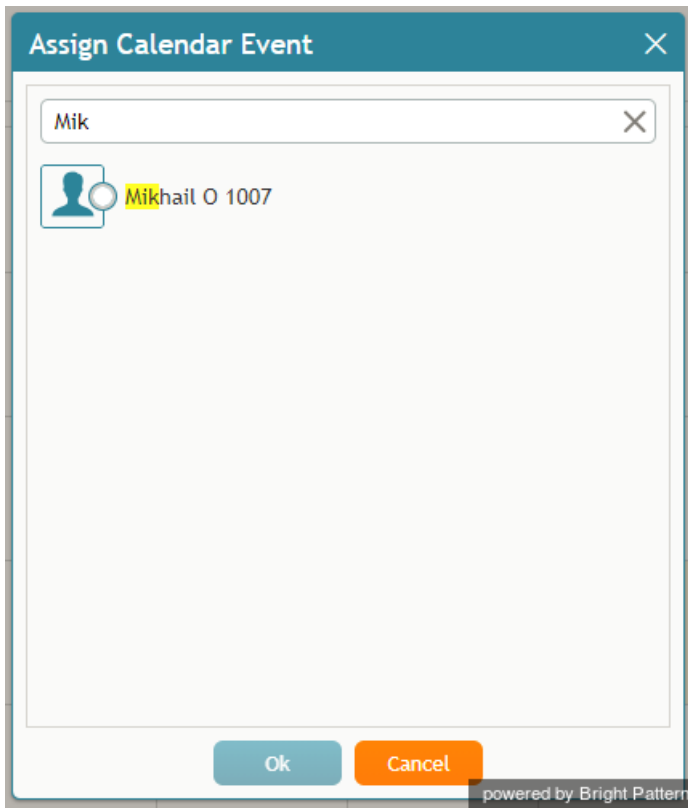 Assign Calendar Event
Mik
Mikhail O 1007
Ok
Cancel
powered by Bright Pattern